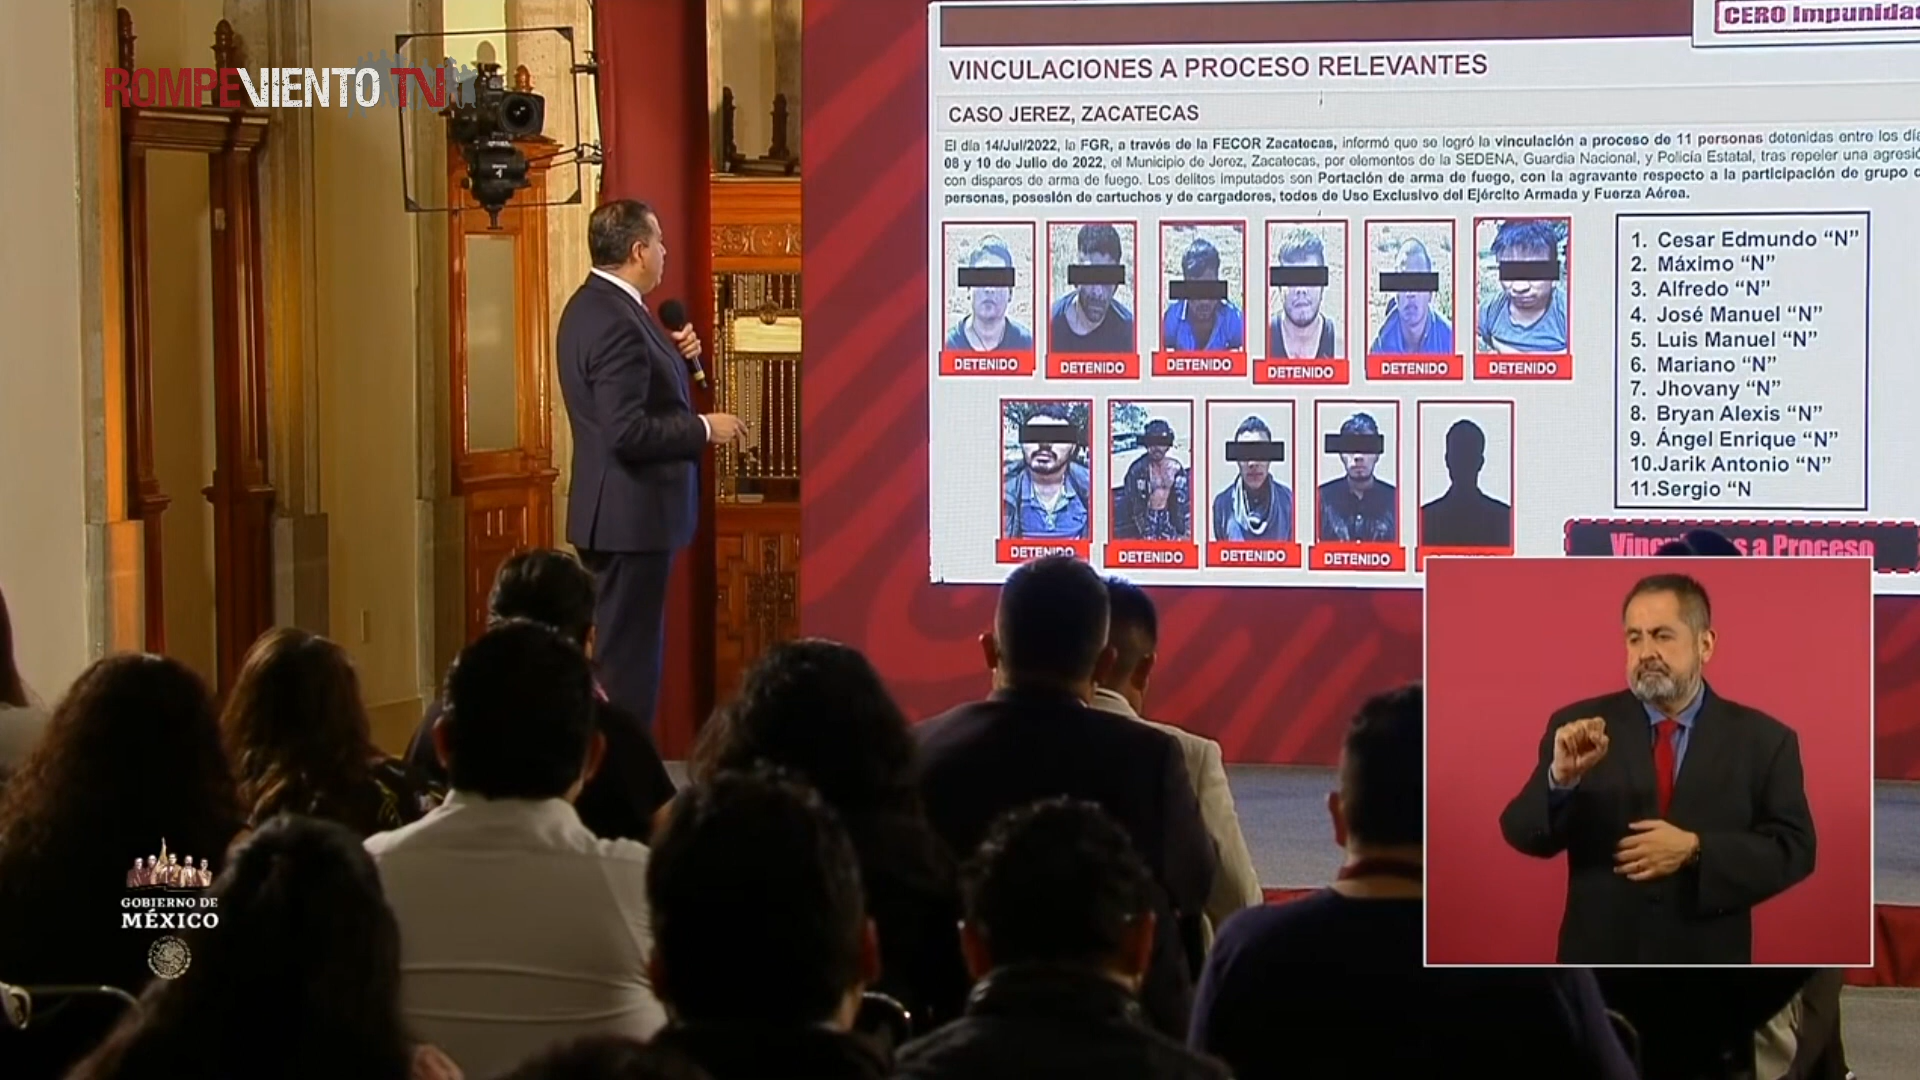 ROMPEVIENTO TV
CERO Impunidad
VINCULACIONES A PROCESO RELEVANTES
CASO JEREZ, ZACATECAS
El día 14/Jul/2022, la FGR, a través de la FECOR Zacatecas, informó que se logró la vinculación a proceso de 11 personas detenidas entre los día
08 y 10 de Julio de 2022, el Municipio de Jerez, Zacatecas, por elementos de la SEDENA, Guardia Nacional, y Policía Estatal, tras repeler una agresió
con disparos de arma de fuego. Los delitos imputados son Portación de arma de fuego, con la agravante respecto a la participación de grupo d
personas, posesión de cartuchos y de cargadores, todos de Uso Exclusivo del Ejército Armada y Fuerza Aérea.
DETENIDO
DETENIDO
DETENIDO
DETENIDO
DETENIDO
DETENIDO
DETENIDO
DETENIDO
DETENIDO
DETENIDO
1. Cesar Edmundo “N”
2. Máximo “N”
3. Alfredo “N”
4. José Manuel “N”
5. Luis Manuel “N”
6. Mariano “N”
7. Jhovany “N”
8. Bryan Alexis “N”
9. Ángel Enrique “N”
10.Jarik Antonio “N”
11.Sergio “N
a Proceso
4
GOBIERNO DE
MÉXICO